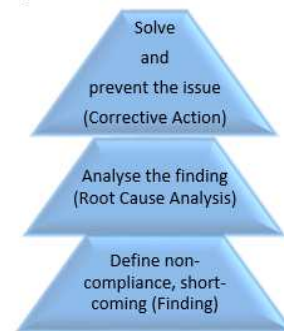 Solve
and
prevent the issue
(Corrective Action)
Analyse the finding
(Root Cause Analysis)
Define non-
compliance, short-
coming (Finding)